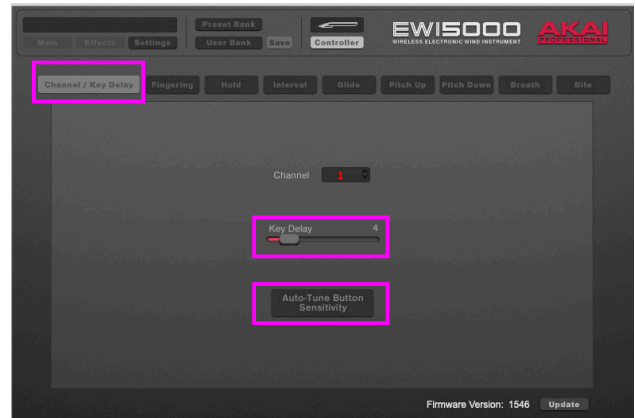 Preset Bank
EWI5000 AKAI
Main Effects Settings User Bank Save Controller WIRELESS ELECTRONIC WIND INSTRUMENT PROFESSIONAL
Channel / Key Delay Fingering Hold Interval Glide Pitch Up Pitch Down Breath Bite
Channel 1
Key Delay 4
Auto-Tune Button
Sensitivity
Firmware Version: 1546 Update